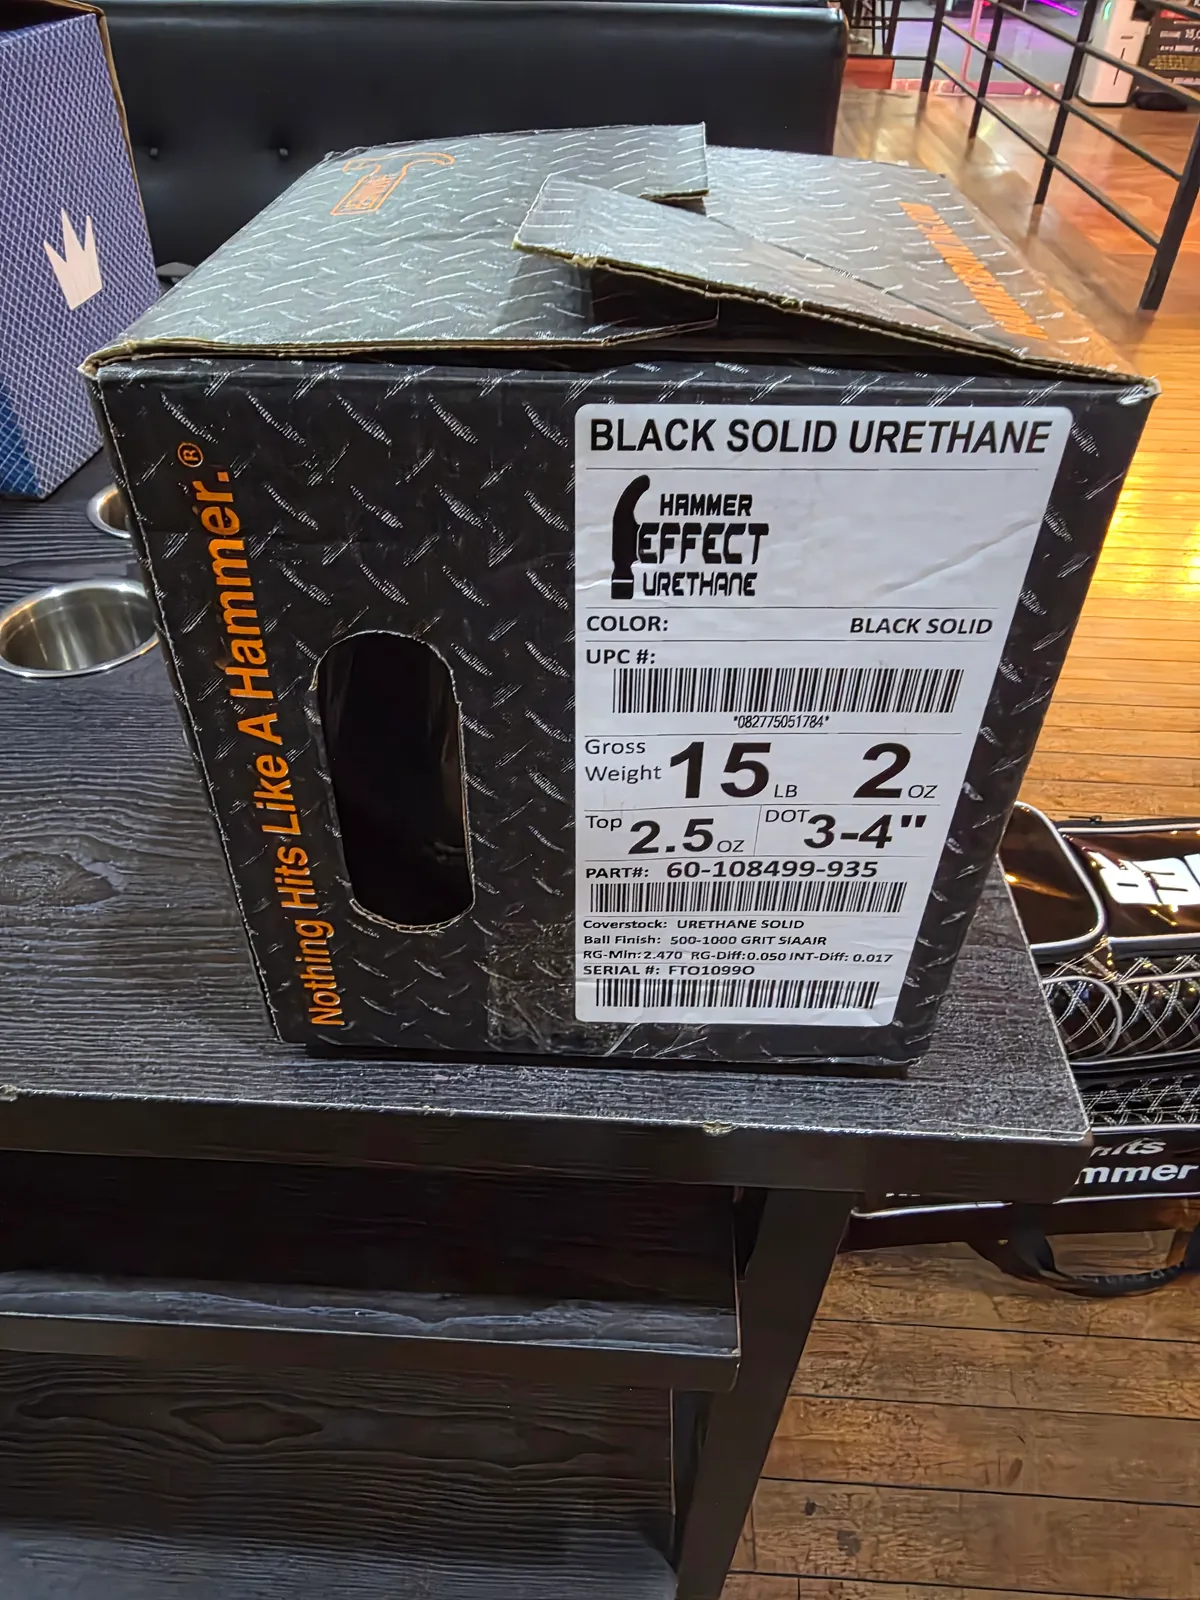 HAMMER
Nothing Hits Like A Hammer.®
BLACK SOLID URETHANE
HAMMER
EFFECT
URETHANE
COLOR: BLACK SOLID
UPC #:
*082775051784*
Gross Weight 15 LB 2 OZ
Top 2.5 OZ DOT 3-4"
PART#: 60-108499-935
Coverstock: URETHANE SOLID
Ball Finish: 500-1000 GRIT SIAAIR
RG-Min:2.470 RG-Diff:0.050 INT-Diff: 0.017
SERIAL #: FTO1099O